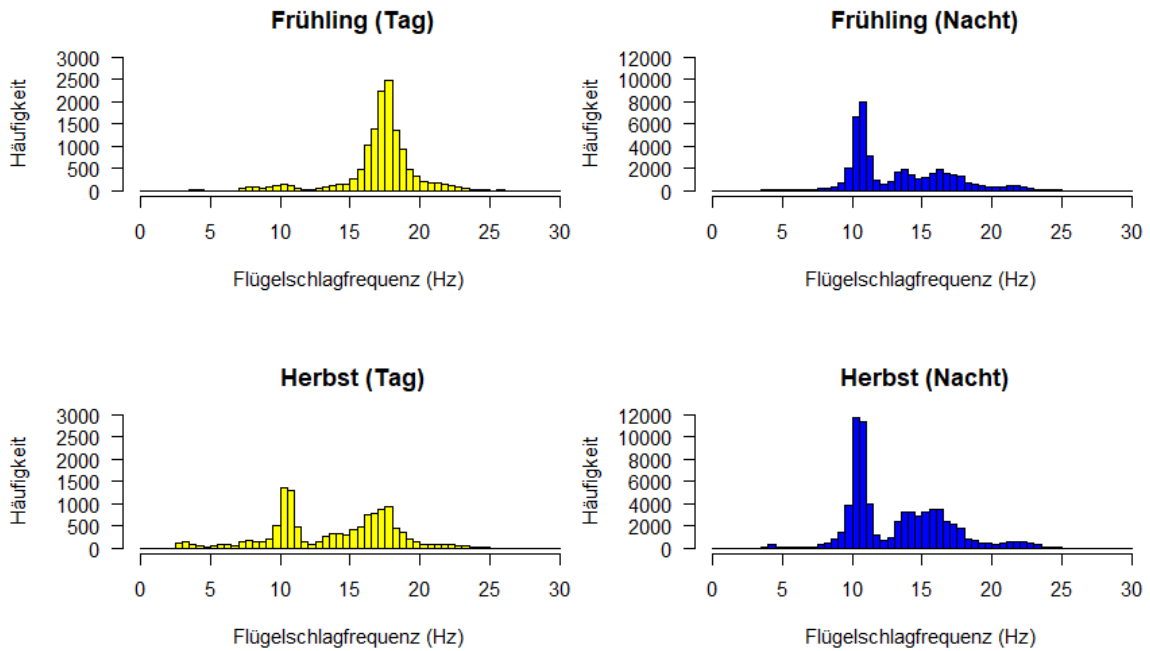 Frühling (Tag)
Häufigkeit
3000
2500
2000
1500
1000
500
0
0 5 10 15 20 25 30
Flügelschlagfrequenz (Hz)
Frühling (Nacht)
Häufigkeit
12000
10000
8000
6000
4000
2000
0
0 5 10 15 20 25 30
Flügelschlagfrequenz (Hz)
Herbst (Tag)
Häufigkeit
3000
2500
2000
1500
1000
500
0
0 5 10 15 20 25 30
Flügelschlagfrequenz (Hz)
Herbst (Nacht)
Häufigkeit
12000
10000
8000
6000
4000
2000
0
0 5 10 15 20 25 30
Flügelschlagfrequenz (Hz)